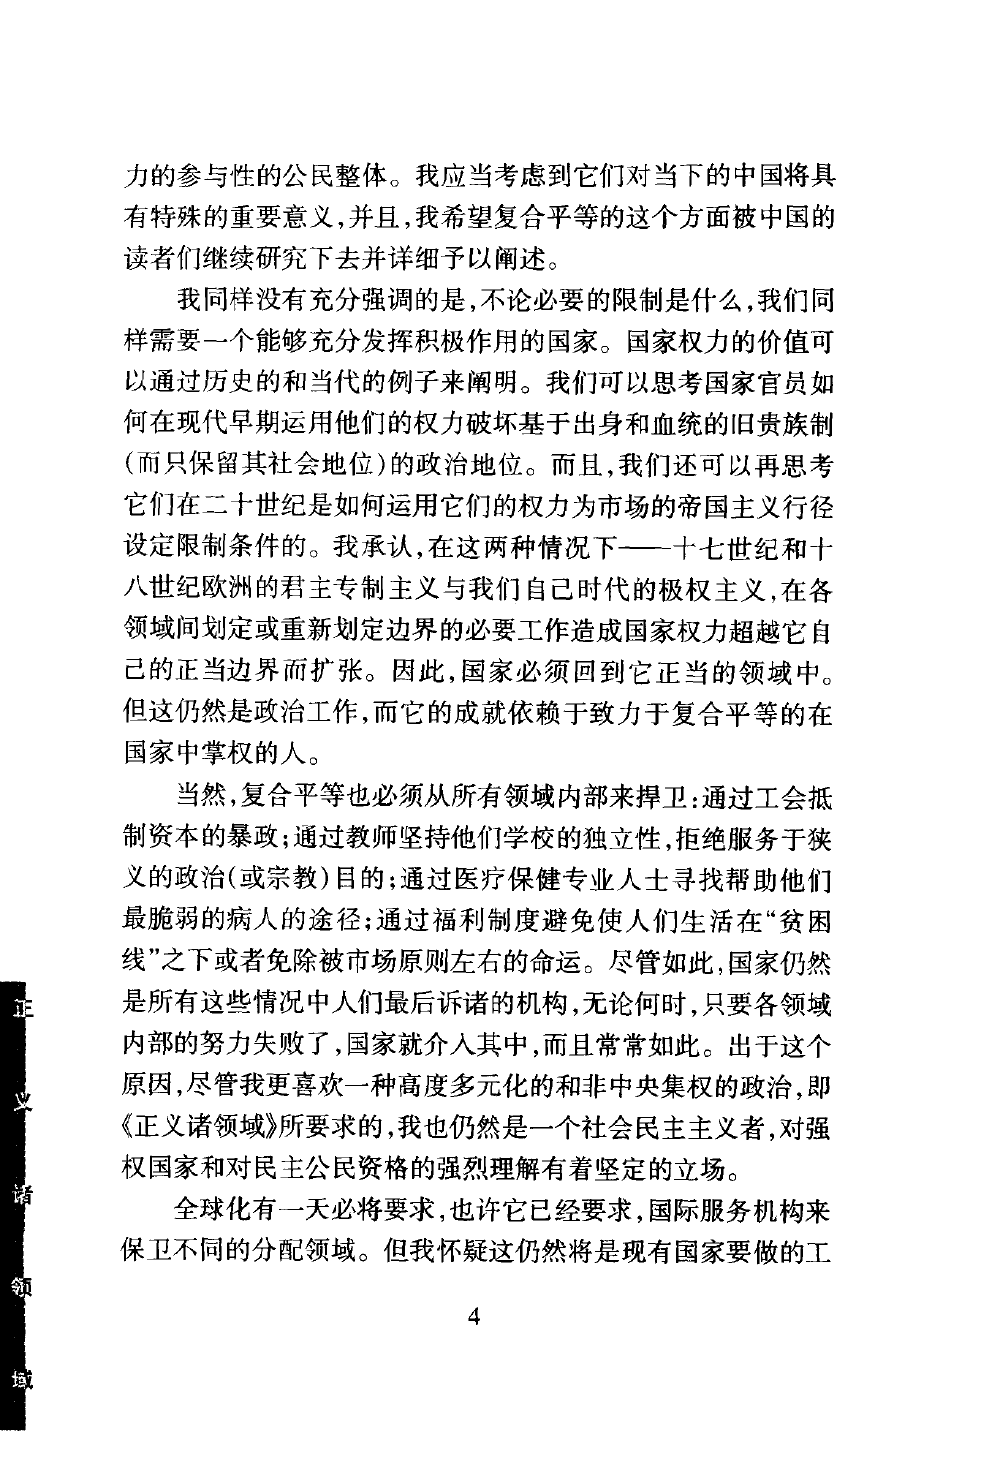 力的参与性的公民整体。我应当考虑到它们对当下的中国将具
有特殊的重要意义,并且,我希望复合平等的这个方面被中国的
读者们继续研究下去并详细予以阐述。
我同样没有充分强调的是,不论必要的限制是什么,我们同
样需要一个能够充分发挥积极作用的国家。国家权力的价值可
以通过历史的和当代的例子来阐明。我们可以思考国家官员如
何在现代早期运用他们的权力破坏基于出身和血统的旧贵族制
(而只保留其社会地位)的政治地位。而且,我们还可以再思考
它们在二十世纪是如何运用它们的权力为市场的帝国主义行径
设定限制条件的。我承认,在这两种情况下——十七世纪和十
八世纪欧洲的君主专制主义与我们自己时代的极权主义,在各
领域间划定或重新划定边界的必要工作造成国家权力超越它自
己的正当边界而扩张。因此,国家必须回到它正当的领域中。
但这仍然是政治工作,而它的成就依赖于致力于复合平等的在
国家中掌权的人。
当然,复合平等也必须从所有领域内部来捍卫:通过工会抵
制资本的暴政;通过教师坚持他们学校的独立性,拒绝服务于狭
义的政治(或宗教)目的;通过医疗保健专业人士寻找帮助他们
最脆弱的病人的途径;通过福利制度避免使人们生活在“贫困
线”之下或者免除被市场原则左右的命运。尽管如此,国家仍然
是所有这些情况中人们最后诉诸的机构,无论何时,只要各领域
内部的努力失败了,国家就介入其中,而且常常如此。出于这个
原因,尽管我更喜欢一种高度多元化的和非中央集权的政治,即
《正义诸领域》所要求的,我也仍然是一个社会民主主义者,对强
权国家和对民主公民资格的强烈理解有着坚定的立场。
全球化有一天必将要求,也许它已经要求,国际服务机构来
保卫不同的分配领域。但我怀疑这仍然将是现有国家要做的工
4
正义诸领域